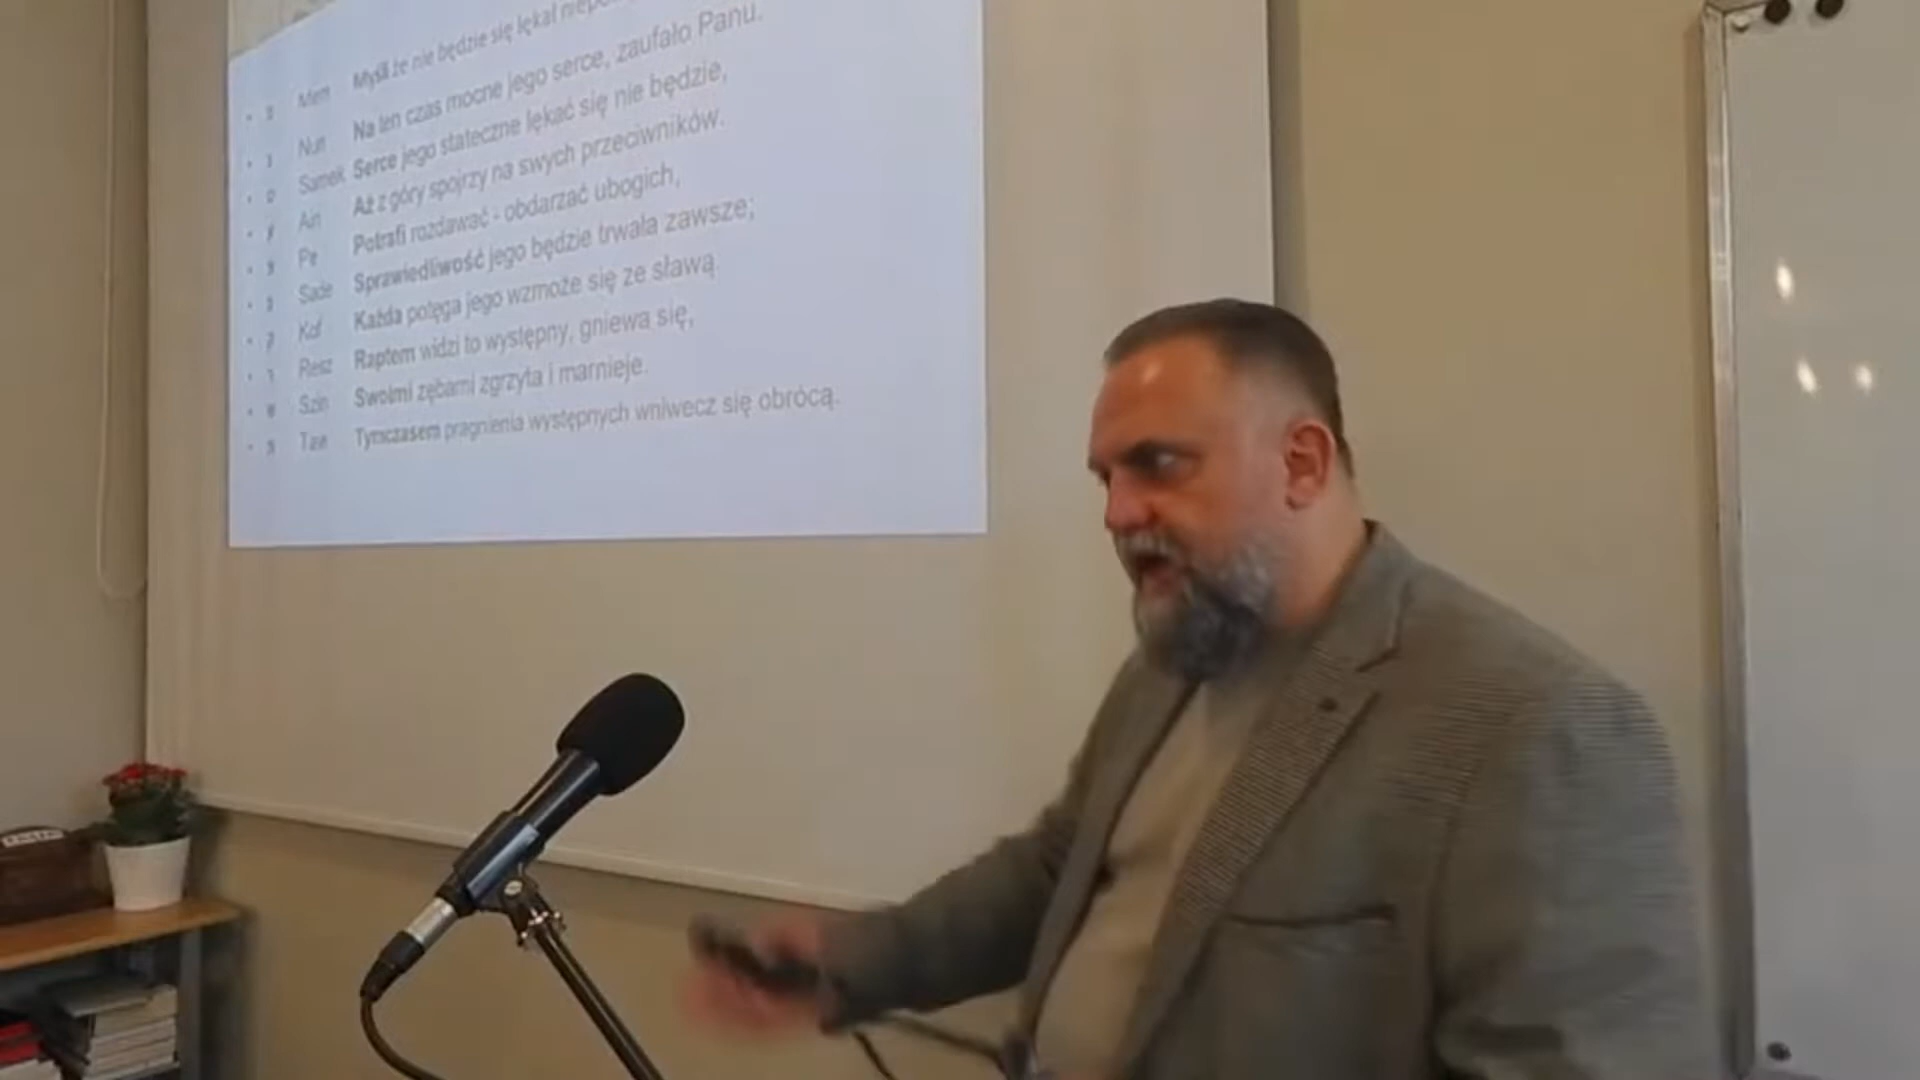 Mem Myśl że nie będzie się lękał
Nun Na ten czas mocne jego serce, zaufało Panu.
Samek Serce jego stateczne lękać się nie będzie,
Ain Aż z góry spojrzy na swych przeciwników.
Pe Potrafi rozdawać - obdarzać ubogich,
Sade Sprawiedliwość jego będzie trwała zawsze;
Kof Każda potęga jego wzmoże się ze sławą.
Resz Raptem widzi to występny, gniewa się,
Szin Swoimi zębami zgrzyta i marnieje.
Taw Tymczasem pragnienia występnych wniwecz się obrócą.